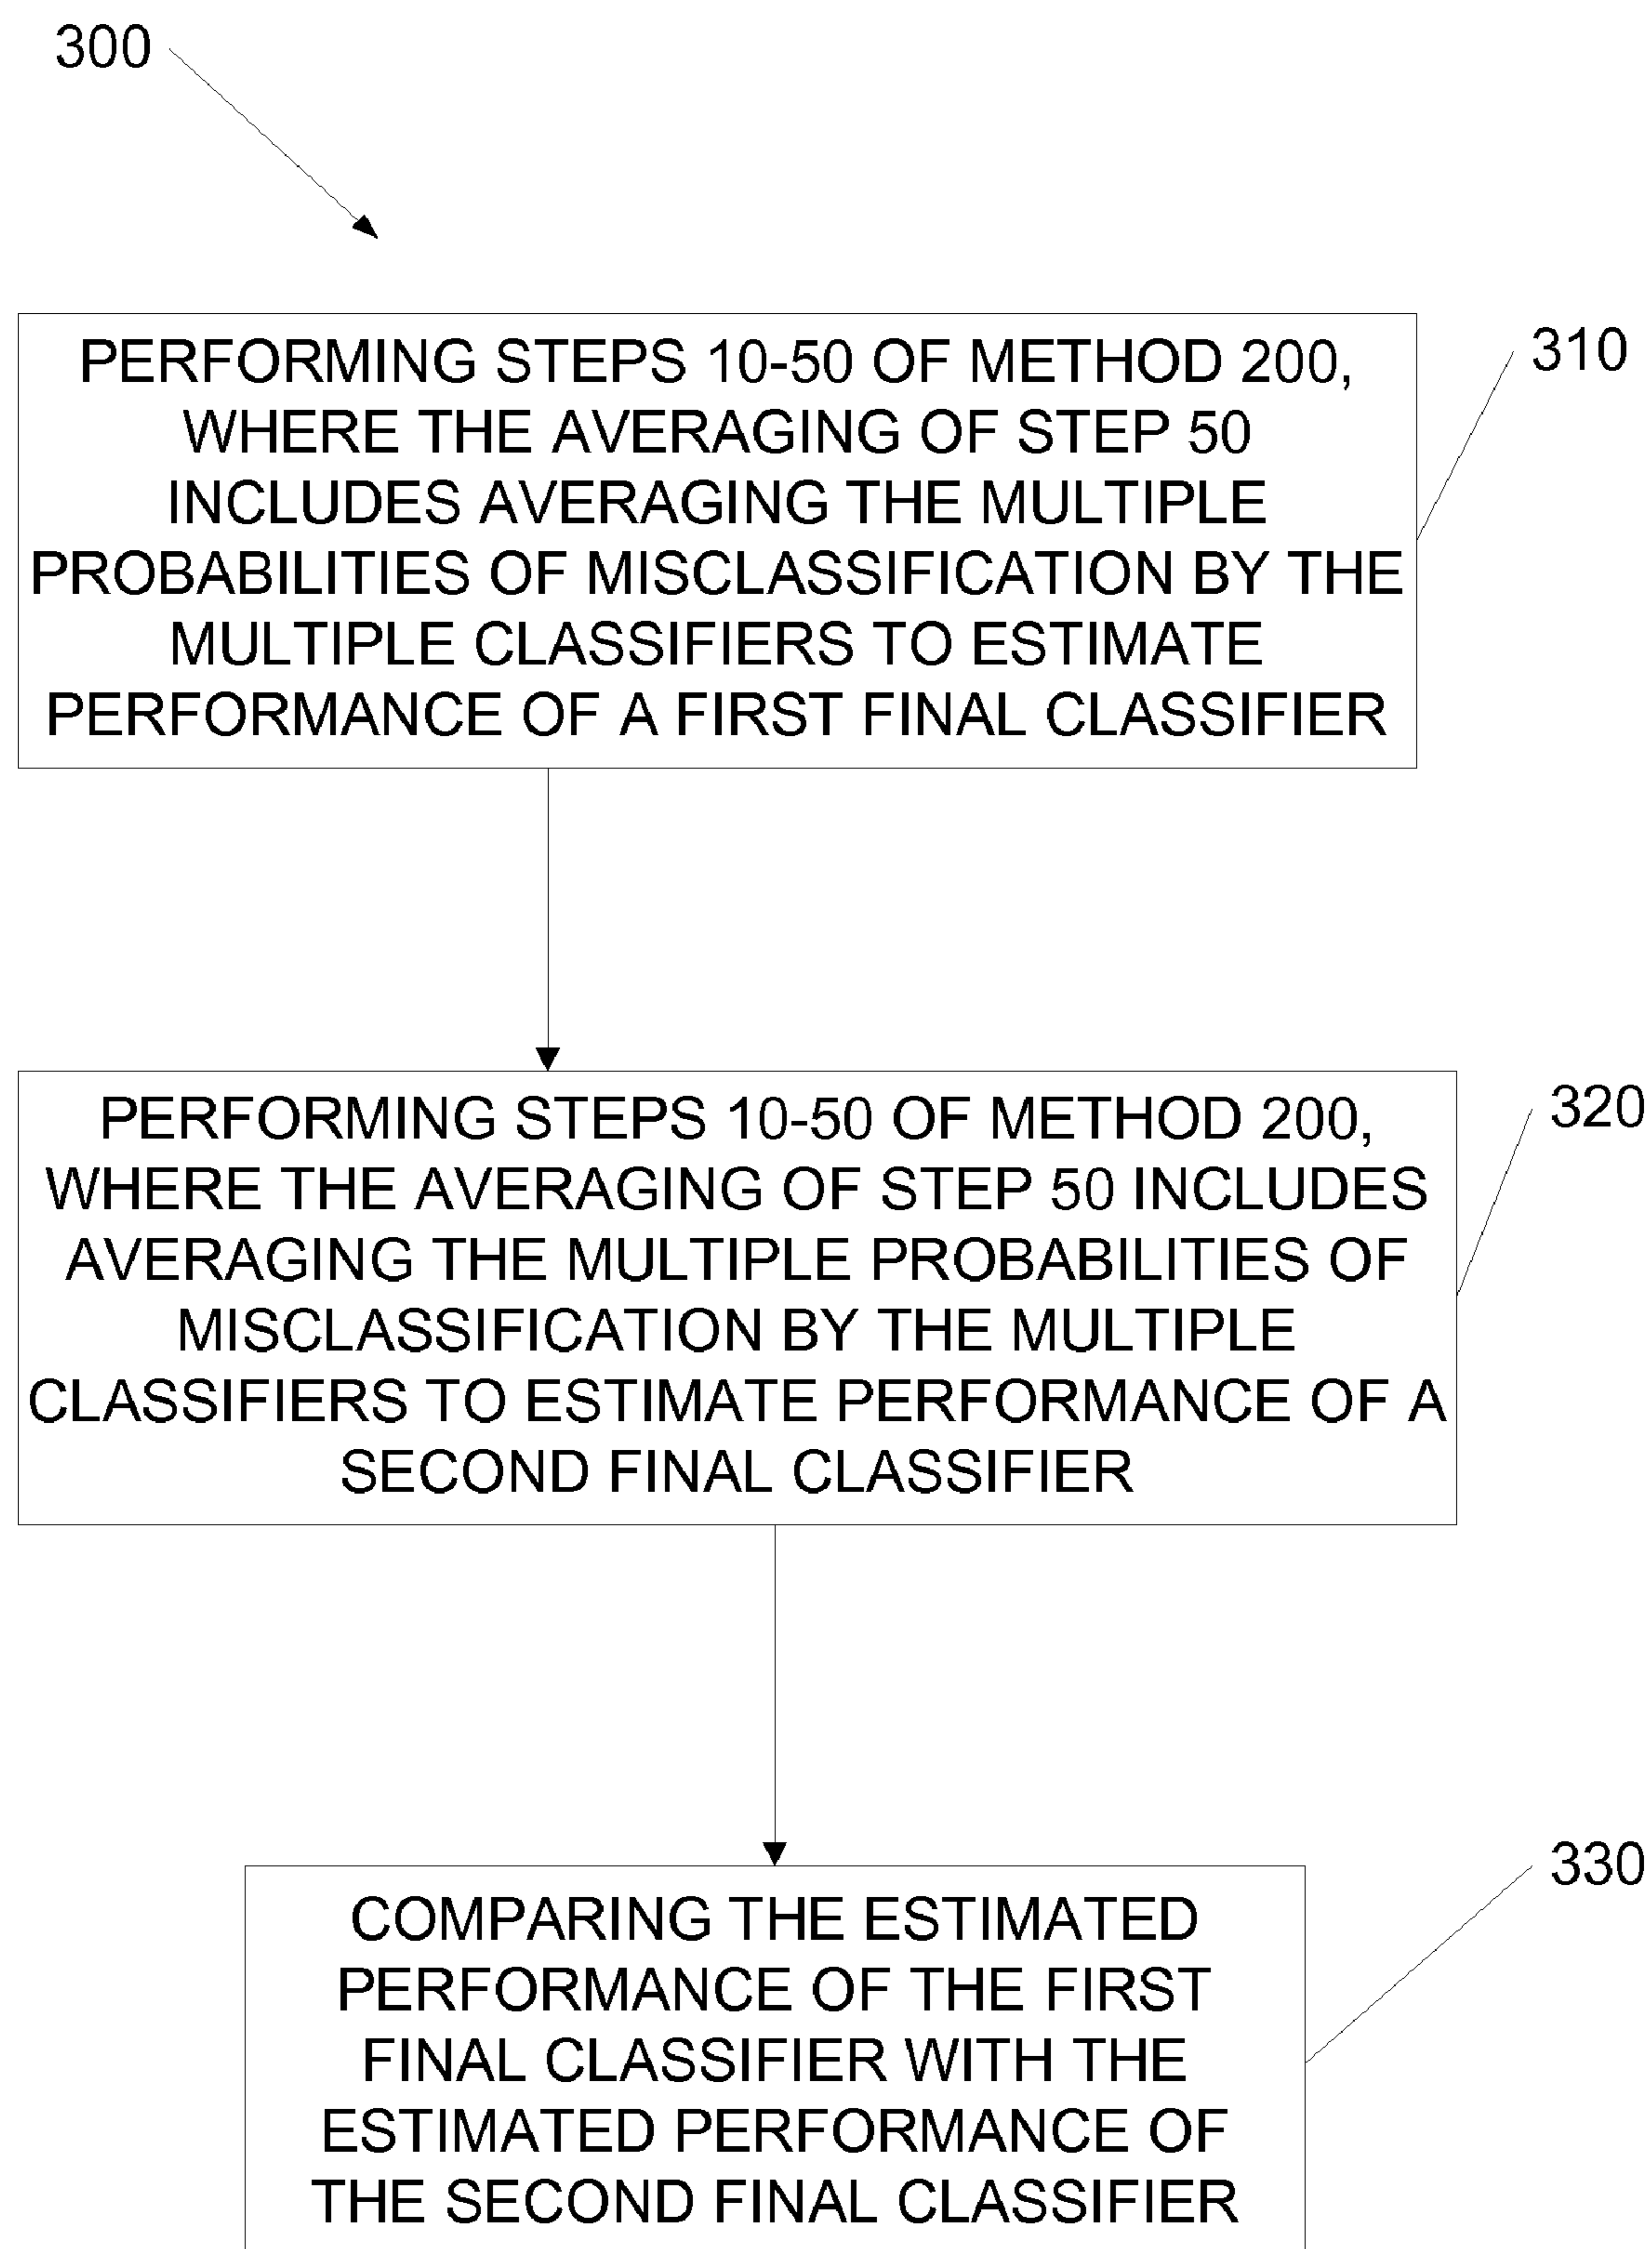 300
PERFORMING STEPS 10-50 OF METHOD 200,
WHERE THE AVERAGING OF STEP 50
INCLUDES AVERAGING THE MULTIPLE
PROBABILITIES OF MISCLASSIFICATION BY THE
MULTIPLE CLASSIFIERS TO ESTIMATE
PERFORMANCE OF A FIRST FINAL CLASSIFIER
310
PERFORMING STEPS 10-50 OF METHOD 200,
WHERE THE AVERAGING OF STEP 50 INCLUDES
AVERAGING THE MULTIPLE PROBABILITIES OF
MISCLASSIFICATION BY THE MULTIPLE
CLASSIFIERS TO ESTIMATE PERFORMANCE OF A
SECOND FINAL CLASSIFIER
320
COMPARING THE ESTIMATED
PERFORMANCE OF THE FIRST
FINAL CLASSIFIER WITH THE
ESTIMATED PERFORMANCE OF
THE SECOND FINAL CLASSIFIER
330